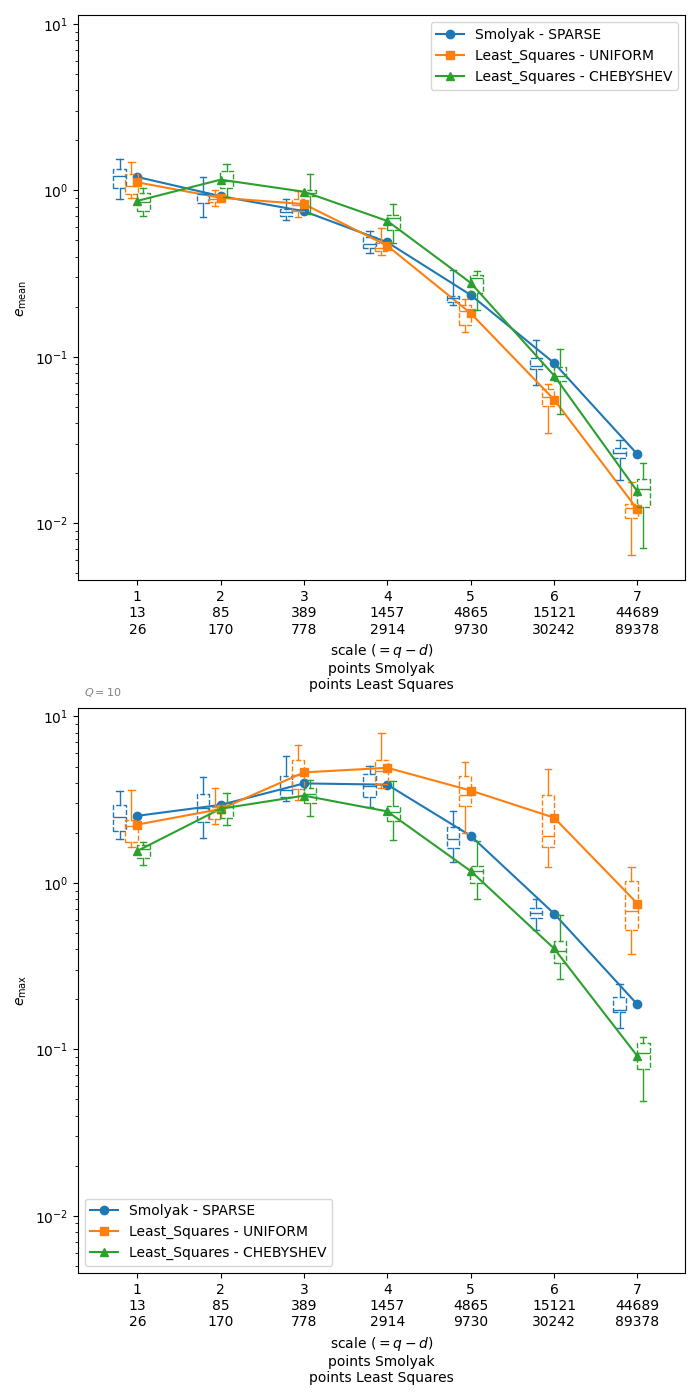 10¹
Smolyak - SPARSE
Least_Squares - UNIFORM
Least_Squares - CHEBYSHEV
10⁰
e_mean
10⁻¹
10⁻²
1 2 3 4 5 6 7
13 85 389 1457 4865 15121 44689
26 170 778 2914 9730 30242 89378
scale (= q − d)
points Smolyak
points Least Squares
Q = 10
10¹
10⁰
e_max
10⁻¹
10⁻²
Smolyak - SPARSE
Least_Squares - UNIFORM
Least_Squares - CHEBYSHEV
1 2 3 4 5 6 7
13 85 389 1457 4865 15121 44689
26 170 778 2914 9730 30242 89378
scale (= q − d)
points Smolyak
points Least Squares